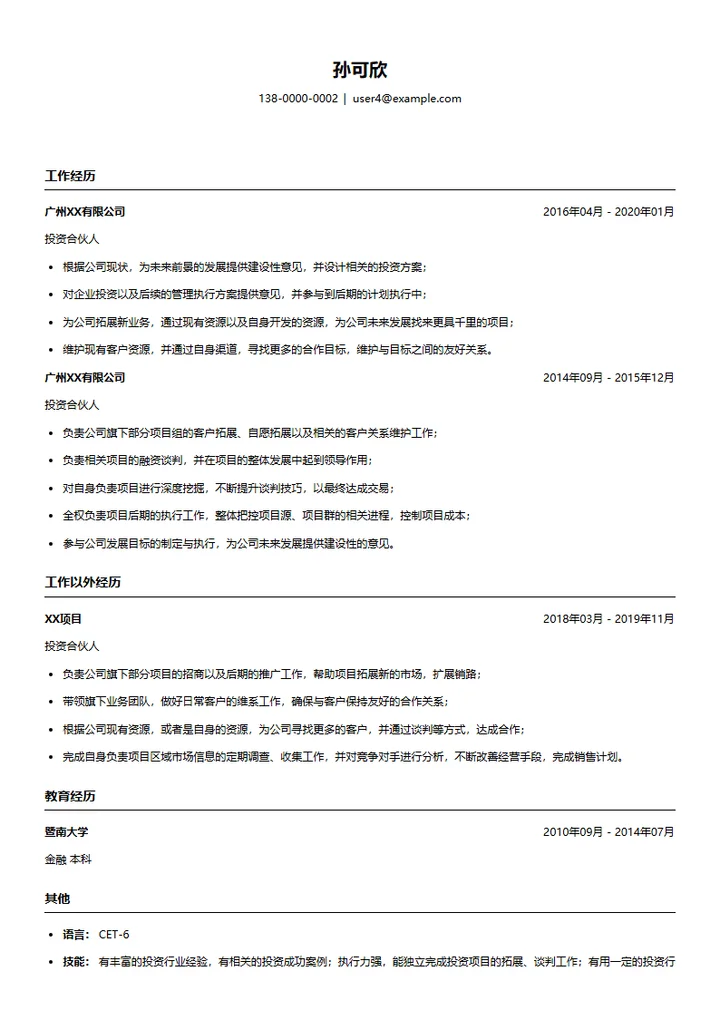 孙可欣
138-0000-0002 | user4@example.com
工作经历
广州XX有限公司 2016年04月 - 2020年01月
投资合伙人
• 根据公司现状，为未来前景的发展提供建设性意见，并设计相关的投资方案；
• 对企业投资以及后续的管理执行方案提供意见，并参与到后期的计划执行中；
• 为公司拓展新业务，通过现有资源以及自身开发的资源，为公司未来发展找来更具千里的项目；
• 维护现有客户资源，并通过自身渠道，寻找更多的合作目标，维护与目标之间的友好关系。
广州XX有限公司 2014年09月 - 2015年12月
投资合伙人
• 负责公司旗下部分项目组的客户拓展、自愿拓展以及相关的客户关系维护工作；
• 负责相关项目的融资谈判，并在项目的整体发展中起到领导作用；
• 对自身负责项目进行深度挖掘，不断提升谈判技巧，以最终达成交易；
• 全权负责项目后期的执行工作，整体把控项目源、项目群的相关进程，控制项目成本；
• 参与公司发展目标的制定与执行，为公司未来发展提供建设性的意见。
工作以外经历
XX项目 2018年03月 - 2019年11月
投资合伙人
• 负责公司旗下部分项目的招商以及后期的推广工作，帮助项目拓展新的市场，扩展销路；
• 带领旗下业务团队，做好日常客户的维系工作，确保与客户保持友好的合作关系；
• 根据公司现有资源，或者是自身的资源，为公司寻找更多的客户，并通过谈判等方式，达成合作；
• 完成自身负责项目区域市场信息的定期调查、收集工作，并对竞争对手进行分析，不断改善经营手段，完成销售计划。
教育经历
暨南大学 2010年09月 - 2014年07月
金融 本科
其他
• 语言： CET-6
• 技能： 有丰富的投资行业经验，有相关的投资成功案例；执行力强，能独立完成投资项目的拓展、谈判工作；有用一定的投资行